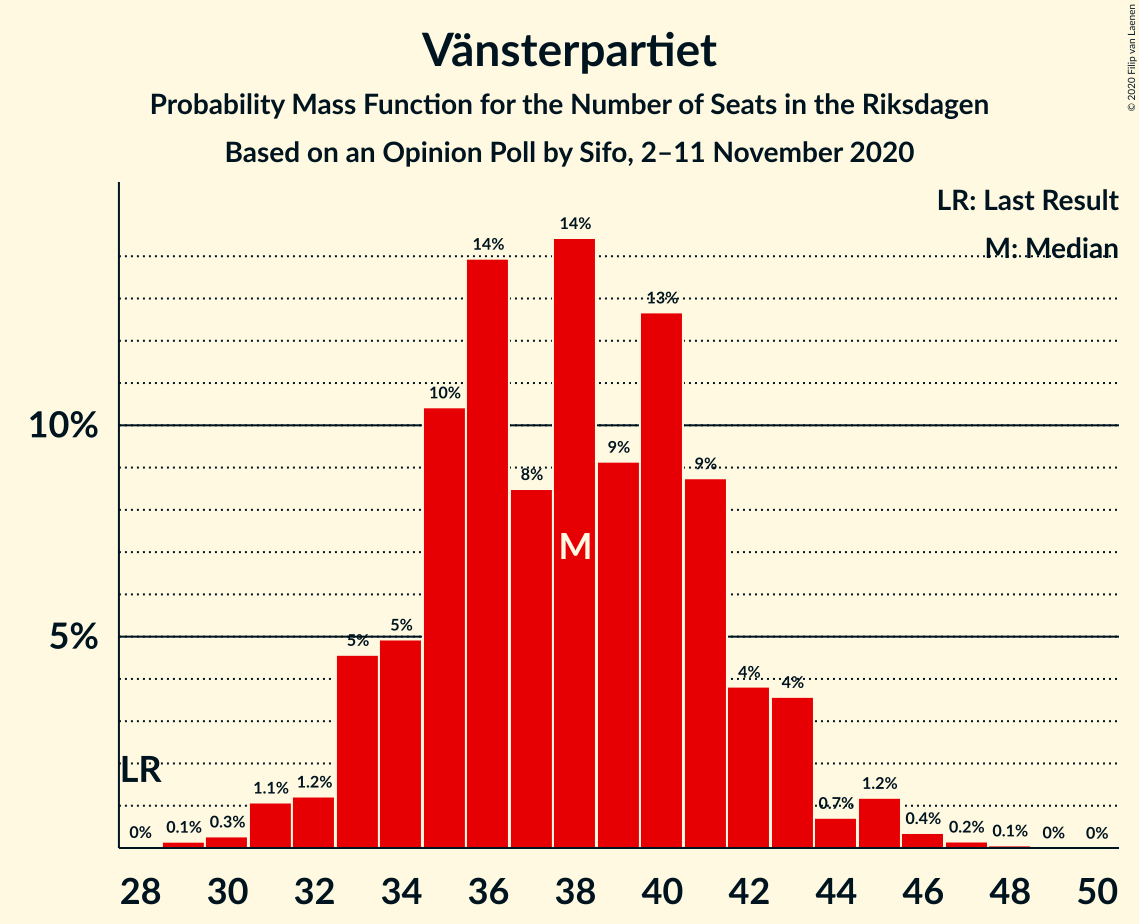 Vänsterpartiet
Probability Mass Function for the Number of Seats in the Riksdagen
Based on an Opinion Poll by Sifo, 2–11 November 2020
© 2020 Filip van Laenen
LR: Last Result
M: Median
10%
5%
LR
M
0%
0.1%
0.3%
1.1%
1.2%
5%
5%
10%
14%
8%
14%
9%
13%
9%
4%
4%
0.7%
1.2%
0.4%
0.2%
0.1%
0%
0%
28 30 32 34 36 38 40 42 44 46 48 50